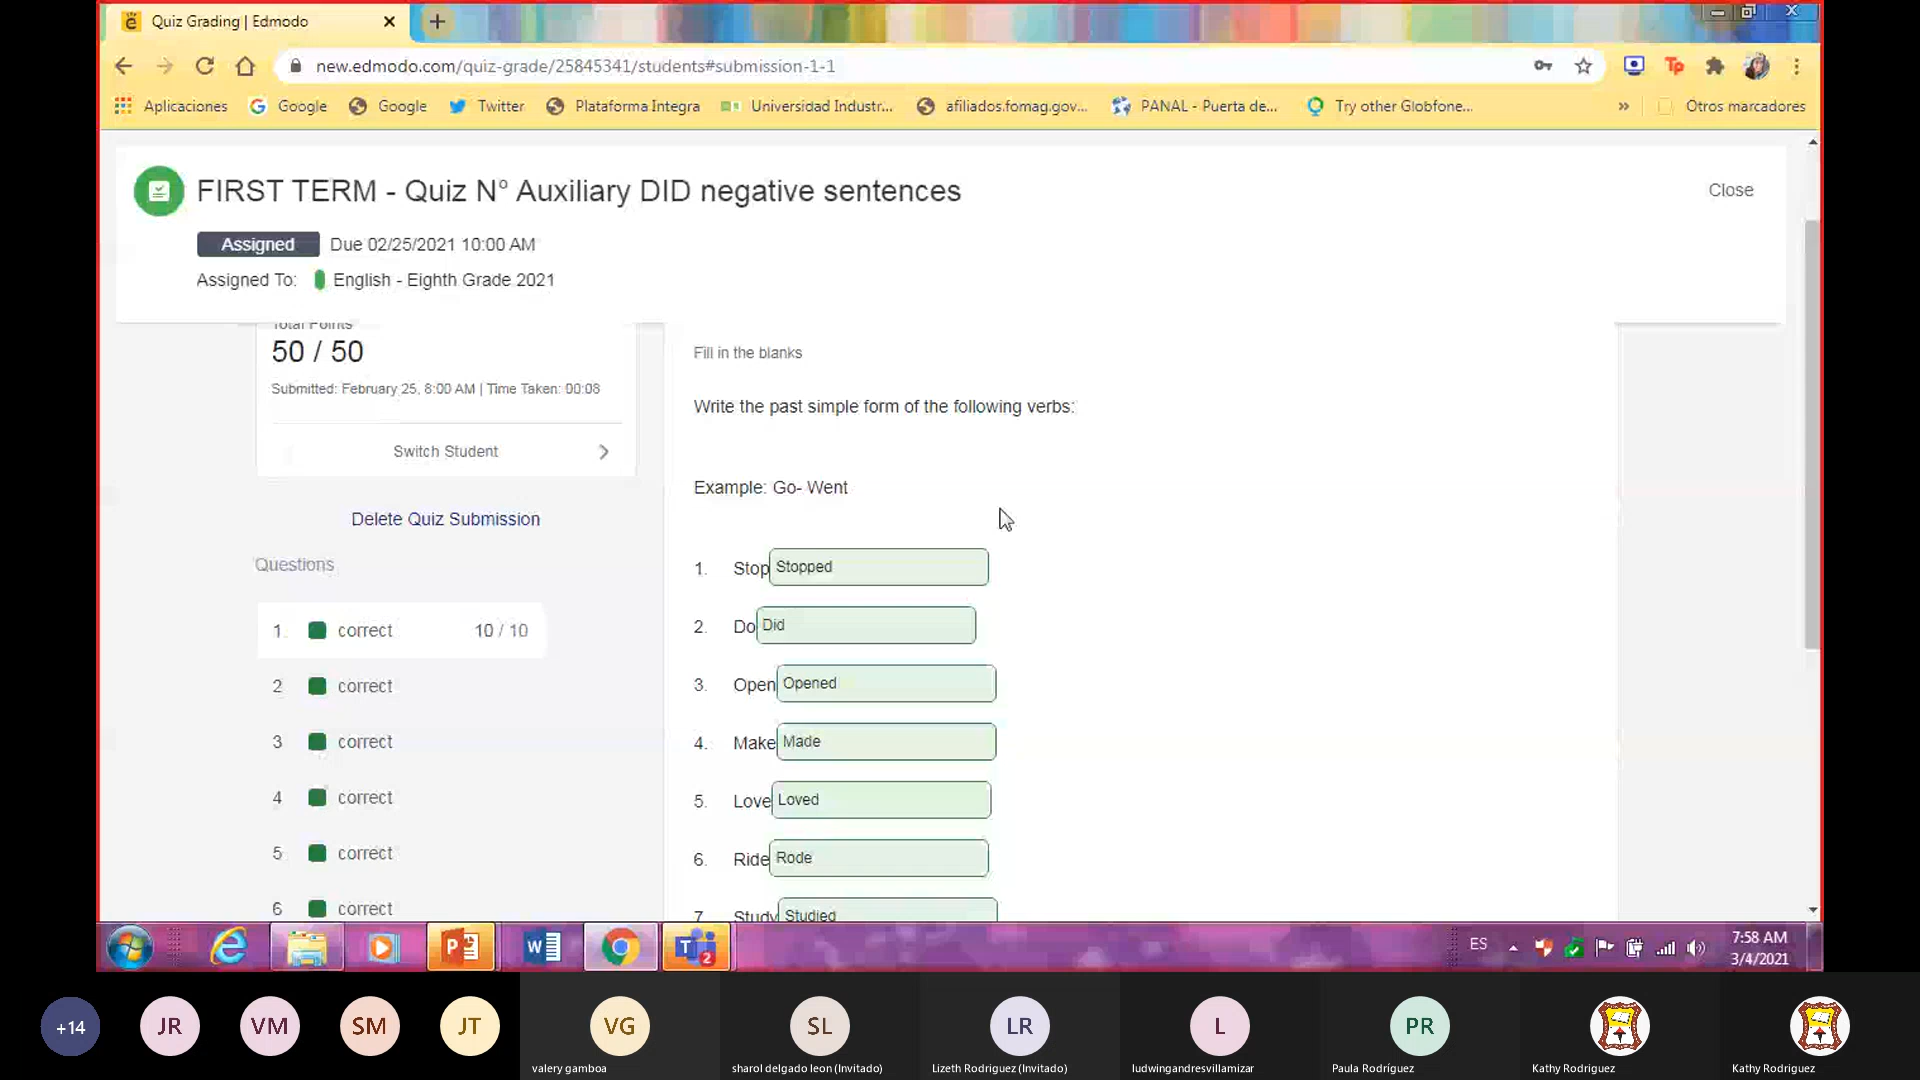 Quiz Grading | Edmodo
new.edmodo.com/quiz-grade/25845341/students#submission-1-1
Aplicaciones Google Google Twitter Plataforma Integra Universidad Industr... afiliados.fomag.gov... PANAL - Puerta de... Try other Globfone... » Otros marcadores
FIRST TERM - Quiz N° Auxiliary DID negative sentences
Close
Assigned Due 02/25/2021 10:00 AM
Assigned To: English - Eighth Grade 2021
Total Points
50 / 50
Submitted: February 25, 8:00 AM | Time Taken: 00:08
Switch Student
Delete Quiz Submission
Questions
1. correct 10 / 10
2 correct
3 correct
4 correct
5 correct
6 correct
Fill in the blanks
Write the past simple form of the following verbs:
Example: Go- Went
1. Stop Stopped
2. Do Did
3. Open Opened
4. Make Made
5. Love Loved
6. Ride Rode
7. Study Studied
ES
7:58 AM
3/4/2021
+14 JR VM SM JT VG SL LR L PR
valery gamboa sharol delgado leon (Invitado) Lizeth Rodriguez (Invitado) ludwingandresvillamizar Paula Rodríguez Kathy Rodriguez Kathy Rodriguez